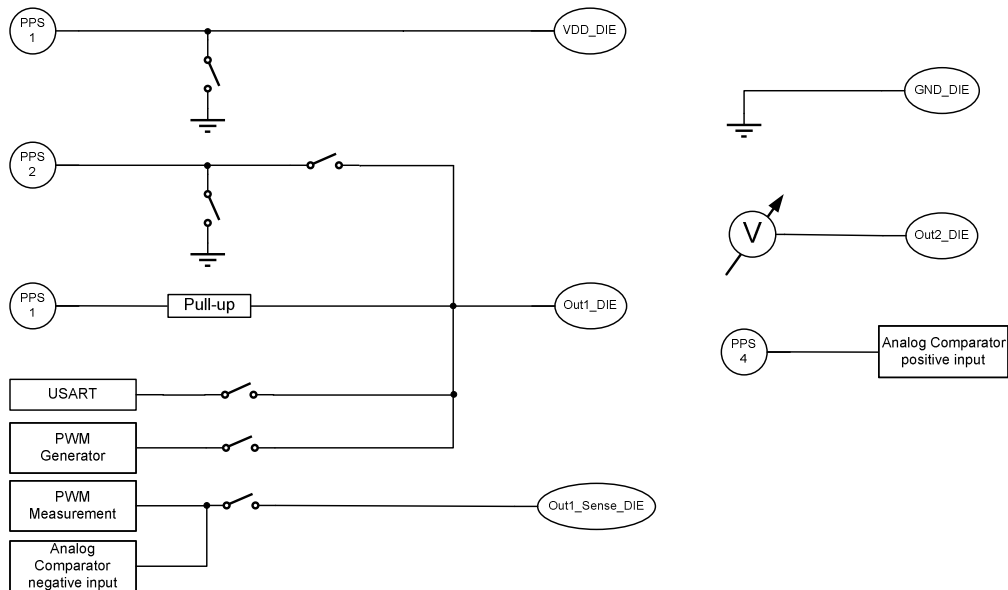 PPS
1
VDD_DIE
GND_DIE
PPS
2
V
Out2_DIE
PPS
1
Pull-up
Out1_DIE
PPS
4
Analog Comparator
positive input
USART
PWM
Generator
PWM
Measurement
Out1_Sense_DIE
Analog
Comparator
negative input